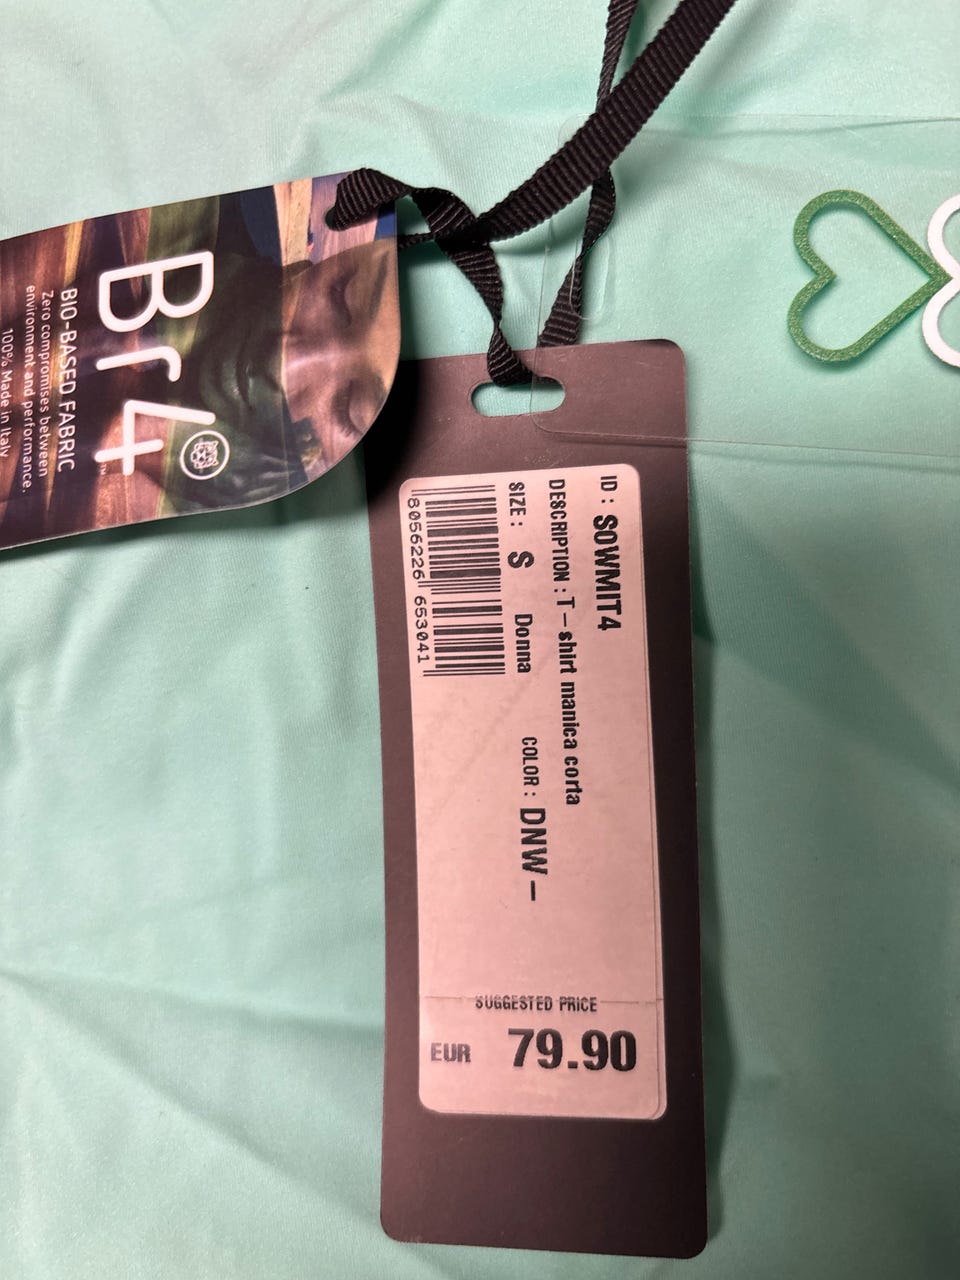 Br4™
BIO-BASED FABRIC
Zero compromises between
environment and performance.
100% Made in Italy
ID : SOWMIT4
DESCRIPTION : T-shirt manica corta
SIZE : S Donna COLOR : DNW-
8056226 653041
SUGGESTED PRICE
EUR 79.90